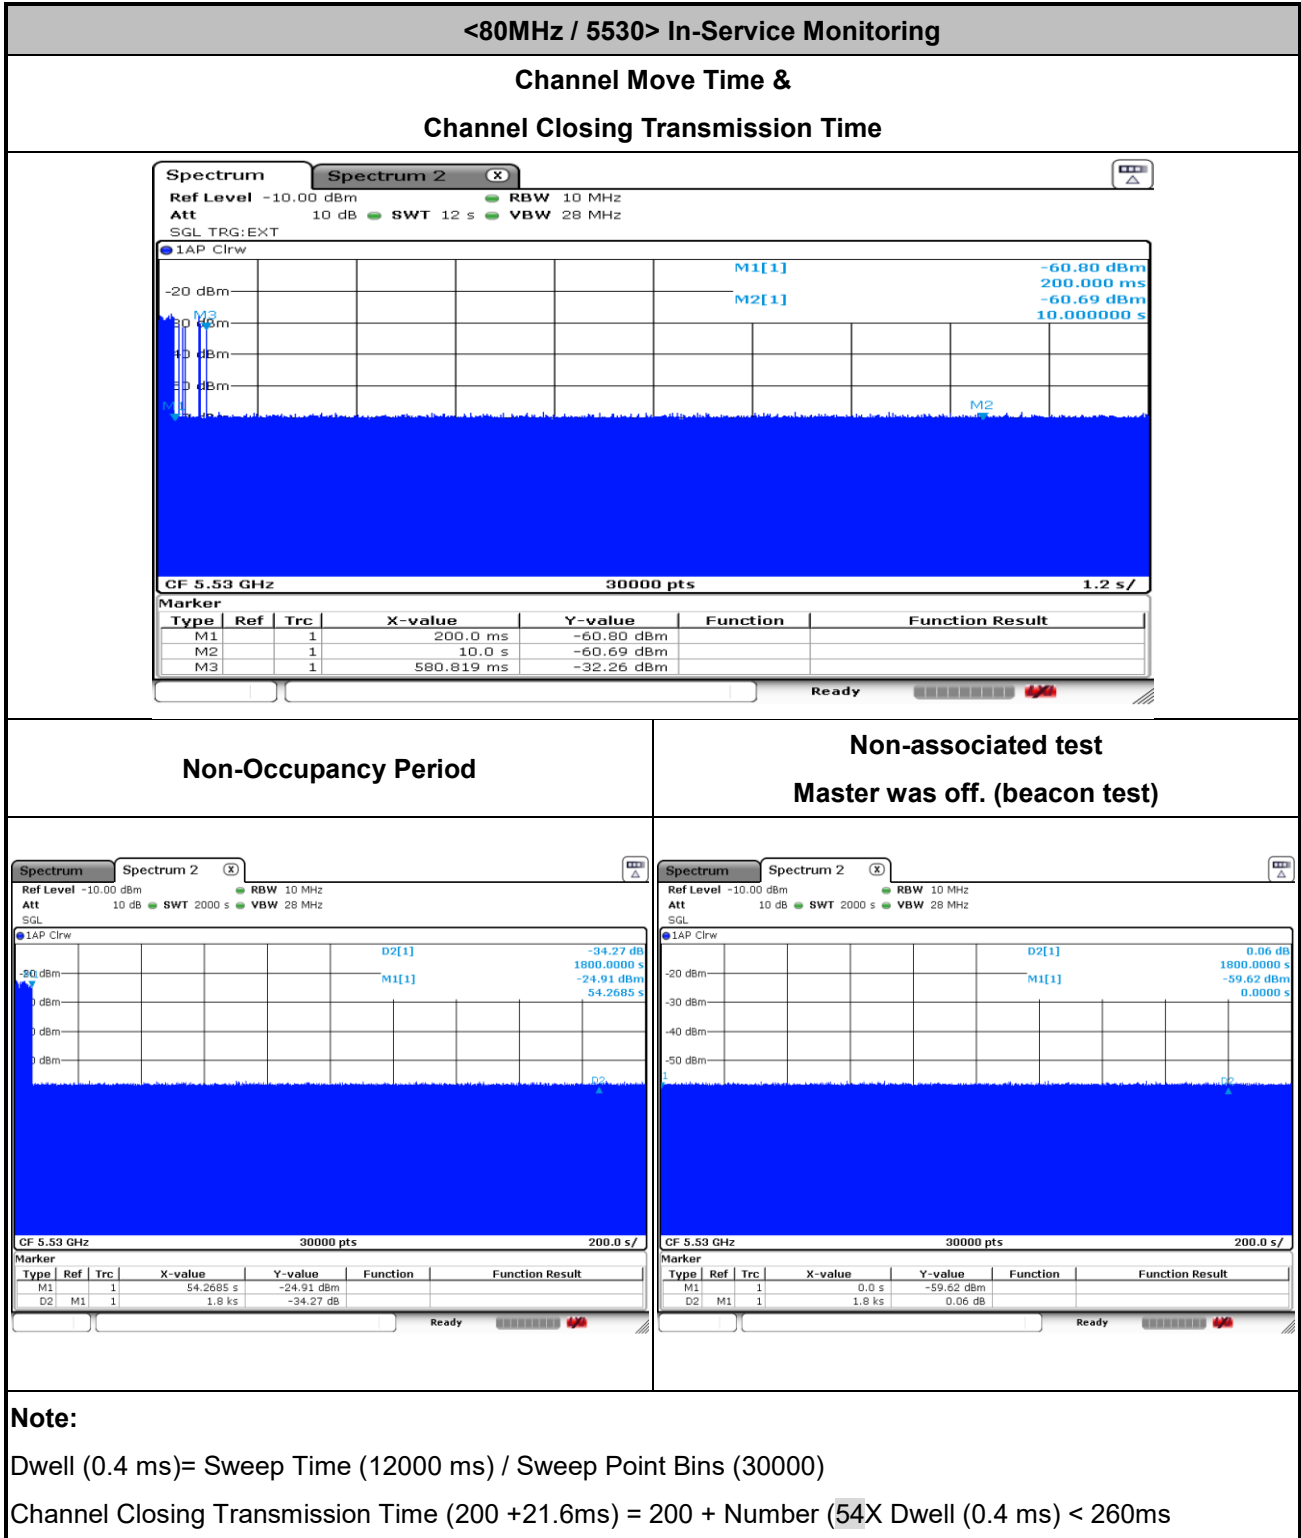 <80MHz / 5530> In-Service Monitoring
Channel Move Time &
Channel Closing Transmission Time
Spectrum Spectrum 2 X
Ref Level -10.00 dBm RBW 10 MHz
Att 10 dB SWT 12 s VBW 28 MHz
SGL TRG:EXT
1AP Clrw
M1[1] -60.80 dBm
200.000 ms
-20 dBm
M2[1] -60.69 dBm
10.000000 s
M3
M2
CF 5.53 GHz 30000 pts 1.2 s/
Marker
Type Ref Trc X-value Y-value Function Function Result
M1 1 200.0 ms -60.80 dBm
M2 1 10.0 s -60.69 dBm
M3 1 580.819 ms -32.26 dBm
Ready
Non-Occupancy Period
Non-associated test
Master was off. (beacon test)
Spectrum Spectrum 2 X
Ref Level -10.00 dBm RBW 10 MHz
Att 10 dB SWT 2000 s VBW 28 MHz
SGL
1AP Clrw
D2[1] -34.27 dB
1800.0000 s
M1[1] -24.91 dBm
54.2685 s
D2
CF 5.53 GHz 30000 pts 200.0 s/
Marker
Type Ref Trc X-value Y-value Function Function Result
M1 1 54.2685 s -24.91 dBm
D2 M1 1 1.8 ks -34.27 dB
Ready
Spectrum Spectrum 2 X
Ref Level -10.00 dBm RBW 10 MHz
Att 10 dB SWT 2000 s VBW 28 MHz
SGL
1AP Clrw
D2[1] 0.06 dB
1800.0000 s
-20 dBm
M1[1] -59.62 dBm
0.0000 s
-30 dBm
-40 dBm
-50 dBm
D2
CF 5.53 GHz 30000 pts 200.0 s/
Marker
Type Ref Trc X-value Y-value Function Function Result
M1 1 0.0 s -59.62 dBm
D2 M1 1 1.8 ks 0.06 dB
Ready
Note:
Dwell (0.4 ms)= Sweep Time (12000 ms) / Sweep Point Bins (30000)
Channel Closing Transmission Time (200 +21.6ms) = 200 + Number (54X Dwell (0.4 ms) < 260ms